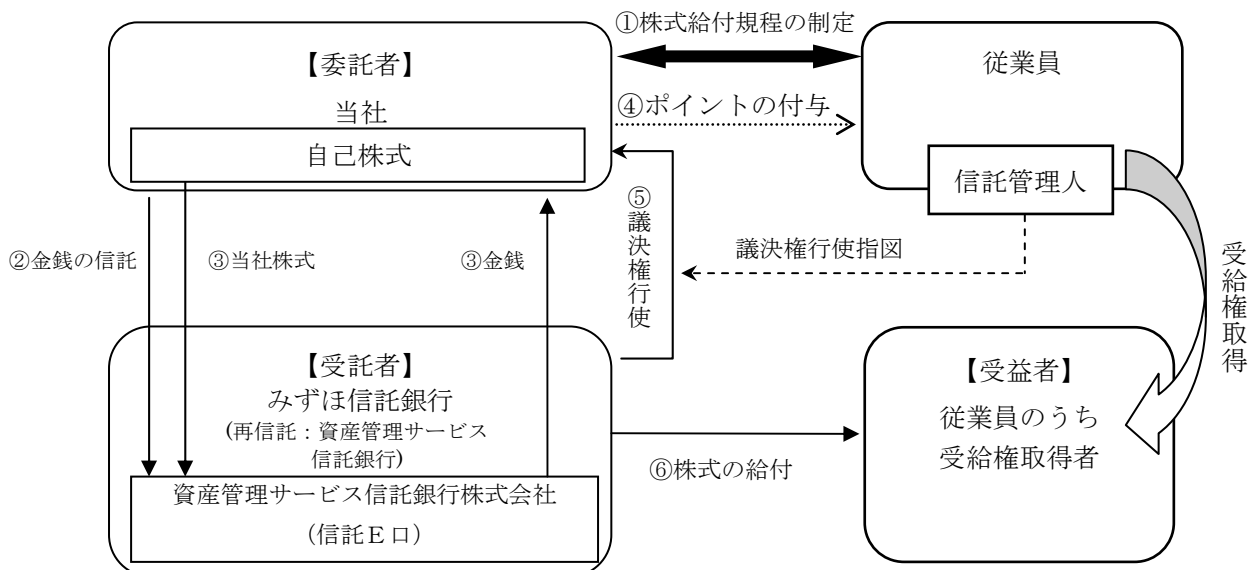 ①株式給付規程の制定
【委託者】
当社
自己株式
従業員
④ポイントの付与
信託管理人
②金銭の信託
③当社株式
③金銭
⑤議決権行使
議決権行使指図
受給権取得
【受託者】
みずほ信託銀行
(再信託：資産管理サービス
信託銀行)
資産管理サービス信託銀行株式会社
（信託Ｅ口）
⑥株式の給付
【受益者】
従業員のうち
受給権取得者